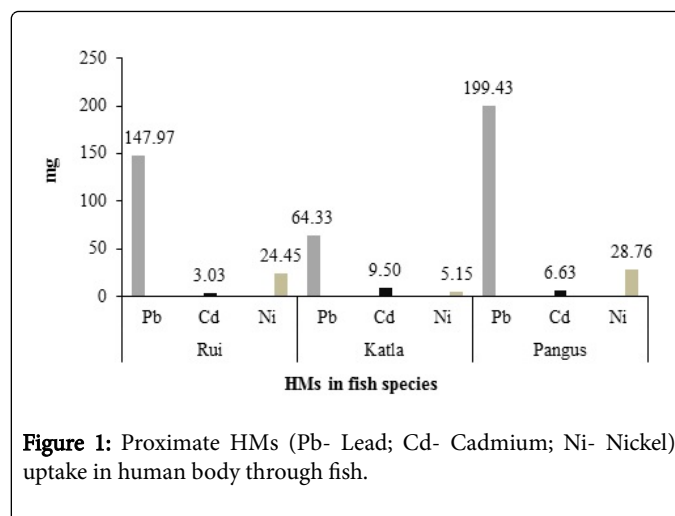 250
200
150
100
50
0
mg
147.97
3.03
24.45
64.33
9.50
5.15
199.43
6.63
28.76
Pb Cd Ni Pb Cd Ni Pb Cd Ni
Rui Katla Pangus
HMs in fish species
Figure 1: Proximate HMs (Pb- Lead; Cd- Cadmium; Ni- Nickel)
uptake in human body through fish.